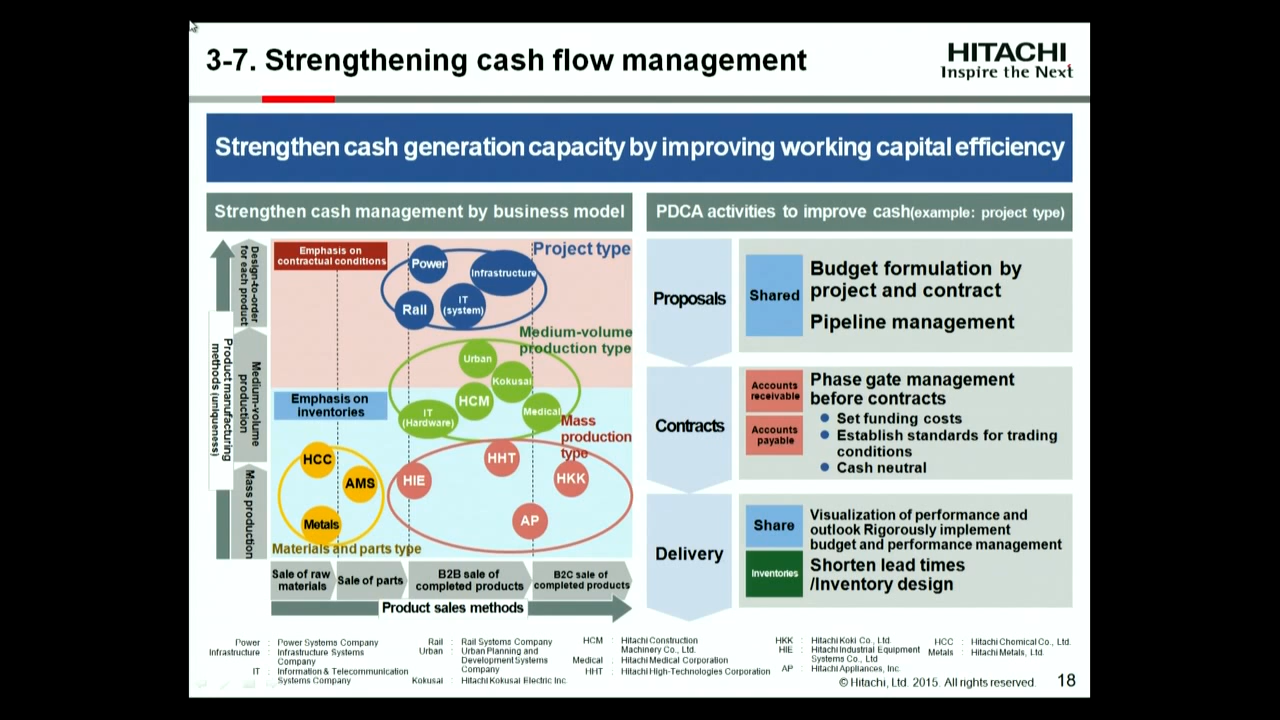 3-7. Strengthening cash flow management
HITACHI
Inspire the Next
Strengthen cash generation capacity by improving working capital efficiency
Strengthen cash management by business model
PDCA activities to improve cash(example: project type)
Product manufacturing
methods (uniqueness)
Design-to-order
for each product
Medium-volume
production
Mass production
Emphasis on
contractual conditions
Project type
Power
Infrastructure
Rail
IT
(system)
Medium-volume
production type
Urban
Kokusai
HCM
IT
(Hardware)
Medical
Emphasis on
inventories
Mass
production
type
HCC
AMS
Metals
HIE
HHT
HKK
AP
Materials and parts type
Sale of raw
materials
Sale of parts
B2B sale of
completed products
B2C sale of
completed products
Product sales methods
Proposals
Shared
Budget formulation by
project and contract
Pipeline management
Contracts
Accounts
receivable
Accounts
payable
Phase gate management
before contracts
Set funding costs
Establish standards for trading
conditions
Cash neutral
Delivery
Share
Visualization of performance and
outlook Rigorously implement
budget and performance management
Inventories
Shorten lead times
/Inventory design
Power : Power Systems Company
Infrastructure : Infrastructure Systems
Company
IT : Information & Telecommunication
Systems Company
Rail : Rail Systems Company
Urban : Urban Planning and
Development Systems
Company
Kokusai : Hitachi Kokusai Electric Inc.
HCM : Hitachi Construction
Machinery Co., Ltd.
Medical : Hitachi Medical Corporation
HHT : Hitachi High-Technologies Corporation
HKK : Hitachi Koki Co., Ltd.
HIE : Hitachi Industrial Equipment
Systems Co., Ltd
AP : Hitachi Appliances, Inc.
HCC : Hitachi Chemical Co., Ltd.
Metals : Hitachi Metals, Ltd.
© Hitachi, Ltd. 2015. All rights reserved.
18